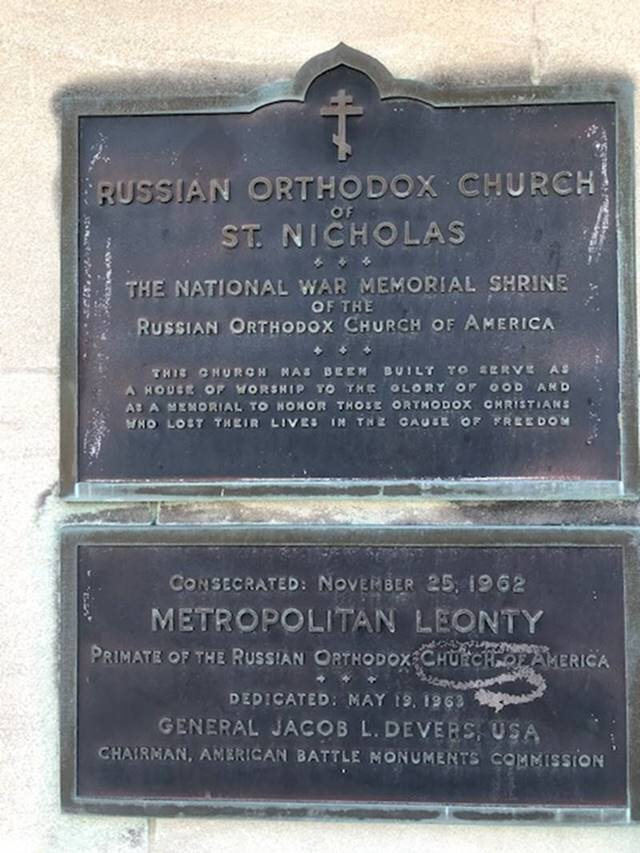 RUSSIAN ORTHODOX CHURCH
OF
ST. NICHOLAS
THE NATIONAL WAR MEMORIAL SHRINE
OF THE
RUSSIAN ORTHODOX CHURCH OF AMERICA
THIS CHURCH HAS BEEN BUILT TO SERVE AS
A HOUSE OF WORSHIP TO THE GLORY OF GOD AND
AS A MEMORIAL TO HONOR THOSE ORTHODOX CHRISTIANS
WHO LOST THEIR LIVES IN THE CAUSE OF FREEDOM
CONSECRATED: NOVEMBER 25, 1962
METROPOLITAN LEONTY
PRIMATE OF THE RUSSIAN ORTHODOX CHURCH OF AMERICA
DEDICATED: MAY 19, 1963
GENERAL JACOB L. DEVERS, USA
CHAIRMAN, AMERICAN BATTLE MONUMENTS COMMISSION